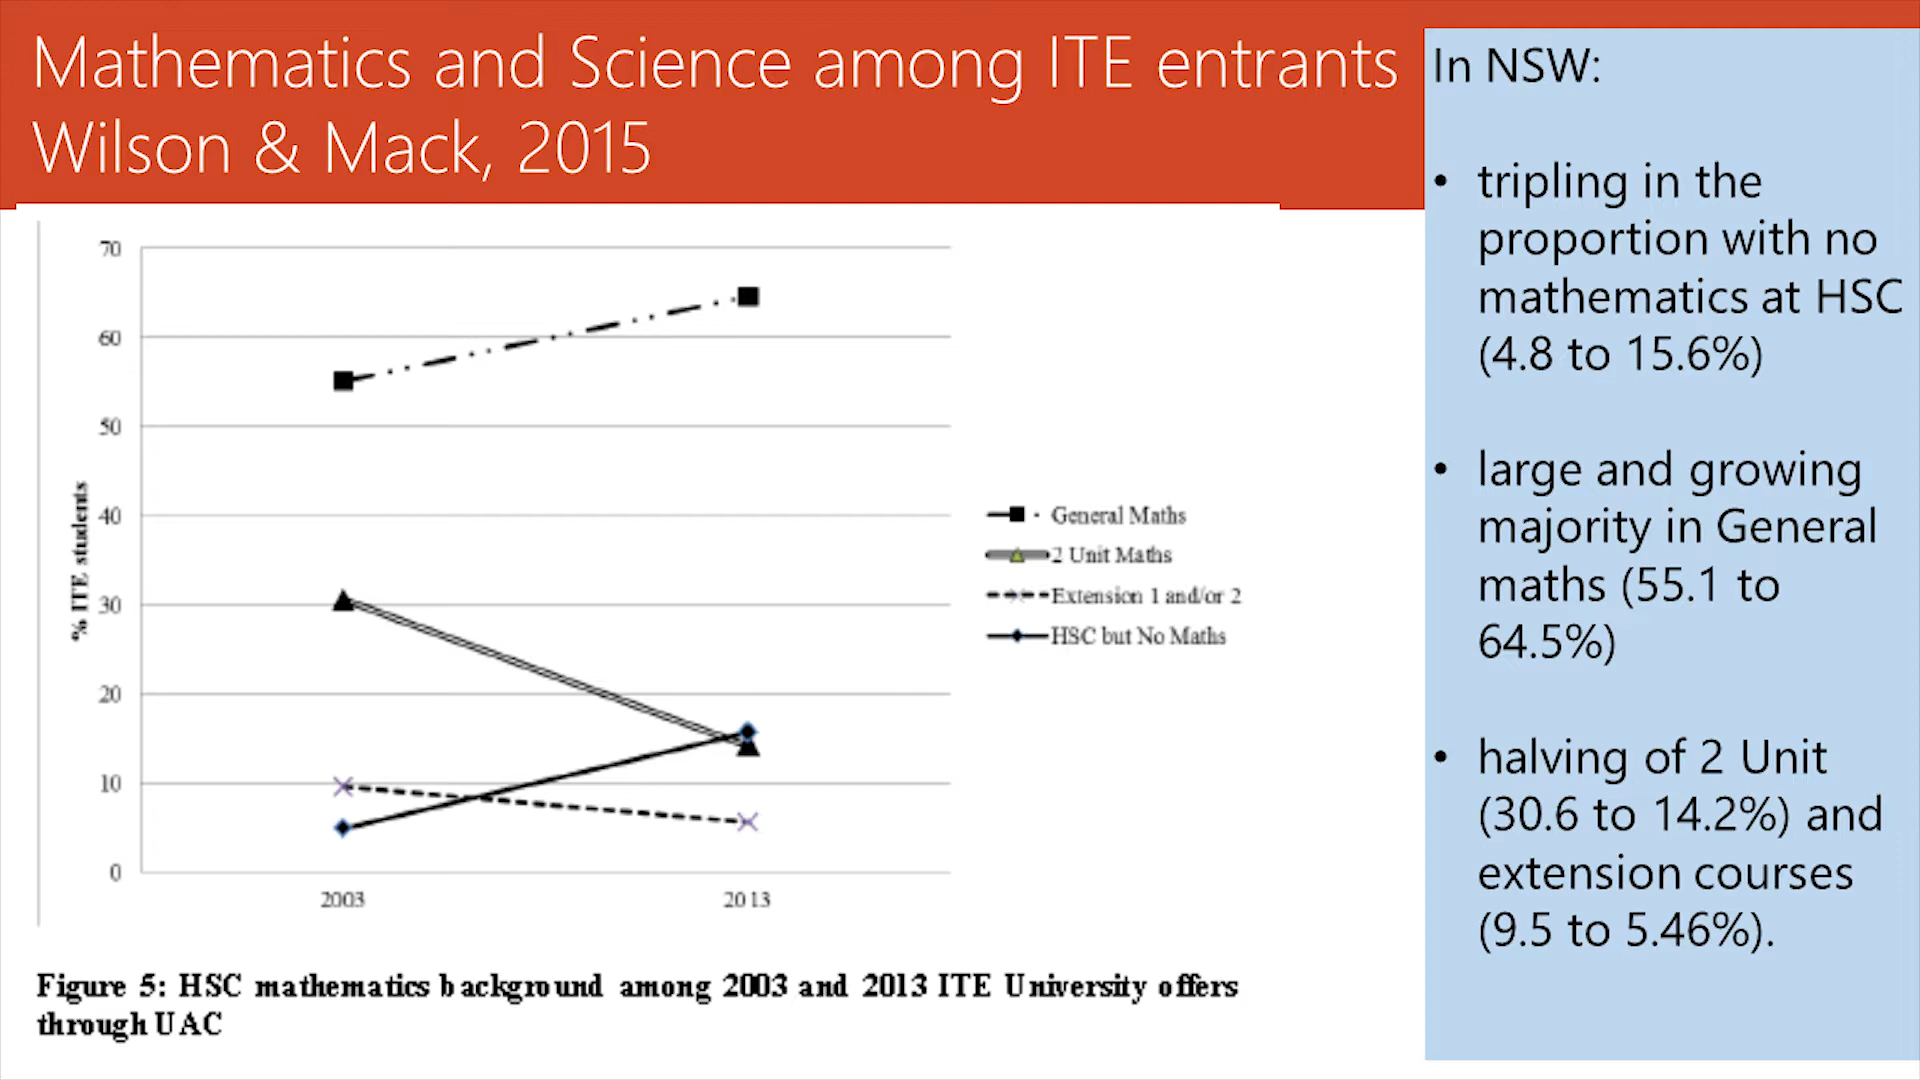 Mathematics and Science among ITE entrants
Wilson & Mack, 2015
In NSW:
• tripling in the
proportion with no
mathematics at HSC
(4.8 to 15.6%)
• large and growing
majority in General
maths (55.1 to
64.5%)
• halving of 2 Unit
(30.6 to 14.2%) and
extension courses
(9.5 to 5.46%).
% ITE students
70
60
50
40
30
20
10
0
2003
2013
General Maths
2 Unit Maths
Extension 1 and/or 2
HSC but No Maths
Figure 5: HSC mathematics background among 2003 and 2013 ITE University offers
through UAC